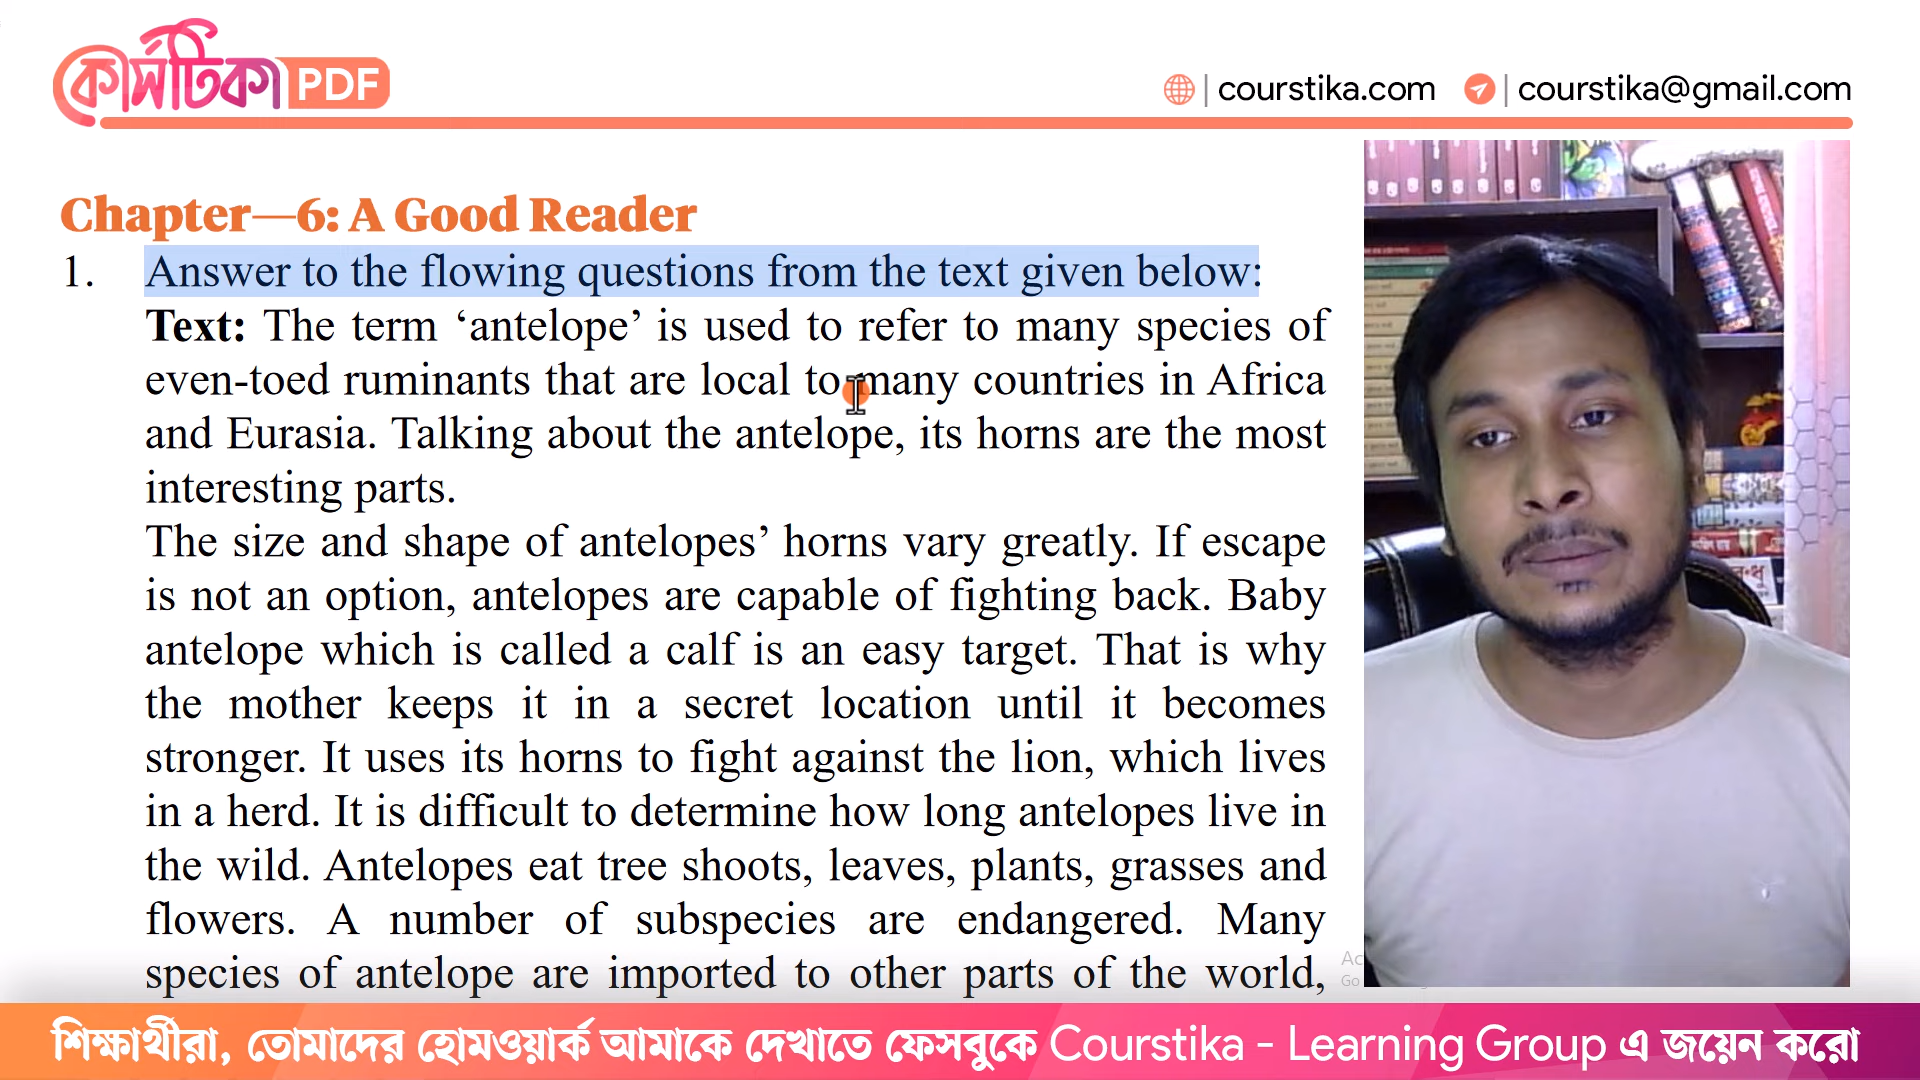 কোর্সটিকা PDF
courstika.com
courstika@gmail.com
Chapter—6: A Good Reader
1. Answer to the flowing questions from the text given below:
Text: The term ‘antelope’ is used to refer to many species of
even-toed ruminants that are local to many countries in Africa
and Eurasia. Talking about the antelope, its horns are the most
interesting parts.
The size and shape of antelopes’ horns vary greatly. If escape
is not an option, antelopes are capable of fighting back. Baby
antelope which is called a calf is an easy target. That is why
the mother keeps it in a secret location until it becomes
stronger. It uses its horns to fight against the lion, which lives
in a herd. It is difficult to determine how long antelopes live in
the wild. Antelopes eat tree shoots, leaves, plants, grasses and
flowers. A number of subspecies are endangered. Many
species of antelope are imported to other parts of the world,
শিক্ষার্থীরা, তোমাদের হোমওয়ার্ক আমাকে দেখাতে ফেসবুকে Courstika - Learning Group এ জয়েন করো